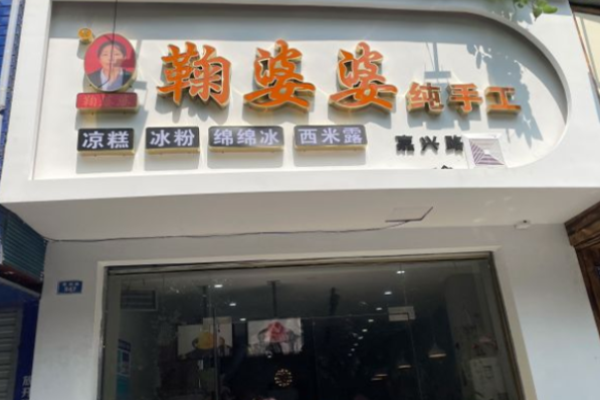 鞠婆婆 纯手工
凉糕 冰粉 绵绵冰 西米露 嘉兴路